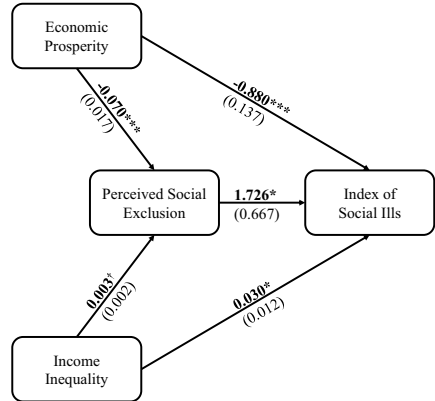 Economic
Prosperity
-0.070***
(0.017)
-0.880***
(0.137)
Perceived Social
Exclusion
1.726*
(0.667)
Index of
Social Ills
0.003†
(0.002)
0.030*
(0.012)
Income
Inequality